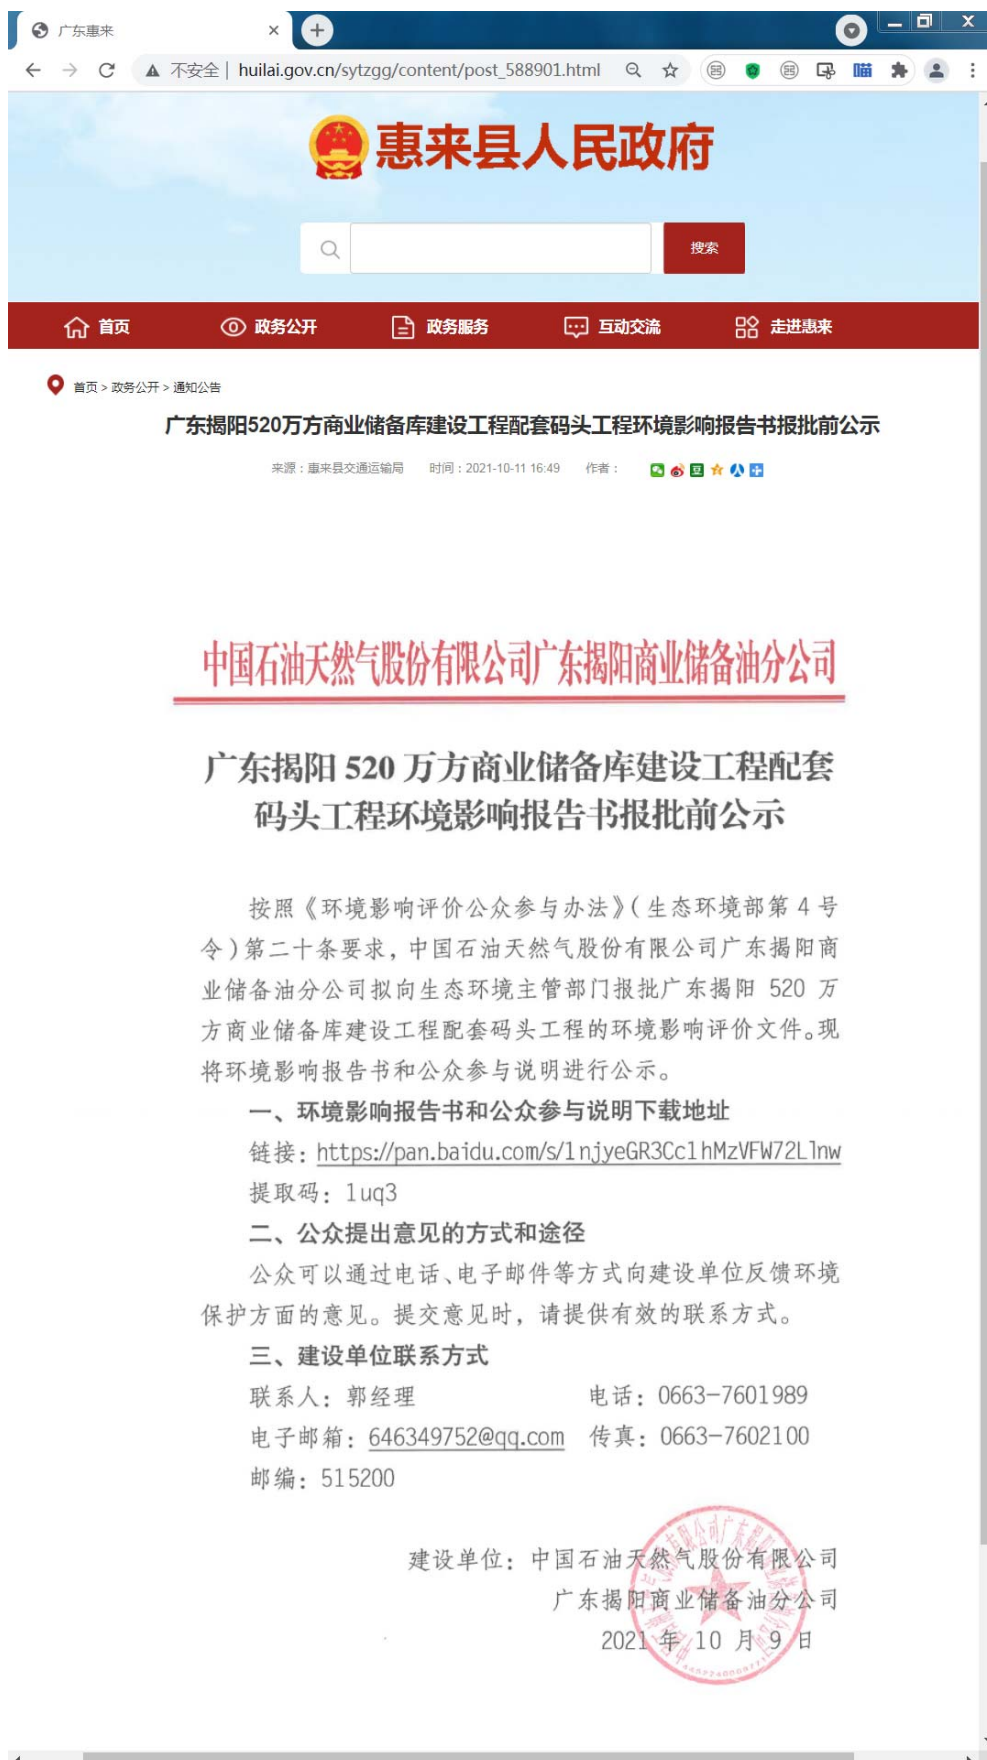 广东惠来
不安全 | huilai.gov.cn/sytzgg/content/post_588901.html
惠来县人民政府
搜索
首页 政务公开 政务服务 互动交流 走进惠来
首页 > 政务公开 > 通知公告
广东揭阳520万方商业储备库建设工程配套码头工程环境影响报告书报批前公示
来源：惠来县交通运输局 时间：2021-10-11 16:49 作者：
中国石油天然气股份有限公司广东揭阳商业储备油分公司
广东揭阳 520 万方商业储备库建设工程配套
码头工程环境影响报告书报批前公示
按照《环境影响评价公众参与办法》（生态环境部第 4 号
令）第二十条要求，中国石油天然气股份有限公司广东揭阳商
业储备油分公司拟向生态环境主管部门报批广东揭阳 520 万
方商业储备库建设工程配套码头工程的环境影响评价文件。现
将环境影响报告书和公众参与说明进行公示。
一、环境影响报告书和公众参与说明下载地址
链接：https://pan.baidu.com/s/1njyeGR3Cc1hMzVFW72L1nw
提取码：1uq3
二、公众提出意见的方式和途径
公众可以通过电话、电子邮件等方式向建设单位反馈环境
保护方面的意见。提交意见时，请提供有效的联系方式。
三、建设单位联系方式
联系人：郭经理 电话：0663-7601989
电子邮箱：646349752@qq.com 传真：0663-7602100
邮编：515200
建设单位：中国石油天然气股份有限公司
广东揭阳商业储备油分公司
2021 年 10 月 9 日